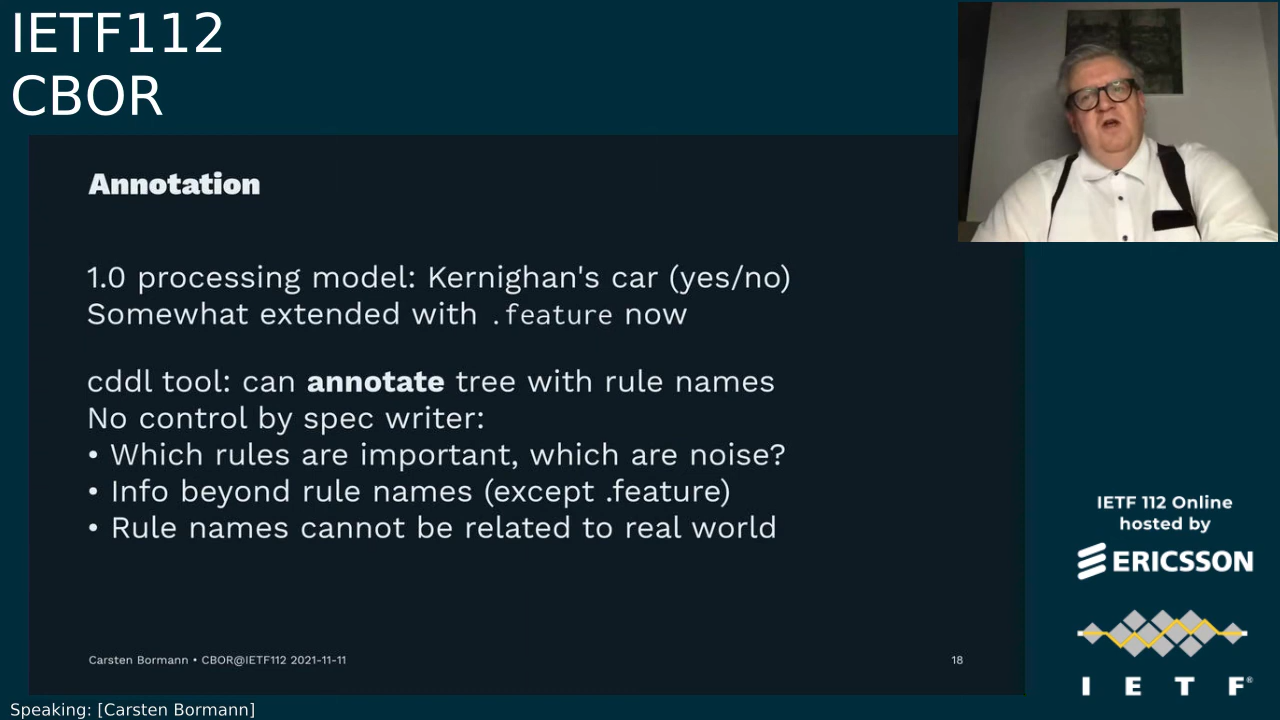 IETF112
CBOR
Annotation
1.0 processing model: Kernighan's car (yes/no)
Somewhat extended with .feature now
cddl tool: can annotate tree with rule names
No control by spec writer:
• Which rules are important, which are noise?
• Info beyond rule names (except .feature)
• Rule names cannot be related to real world
Carsten Bormann • CBOR@IETF112 2021-11-11
18
IETF 112 Online
hosted by
ERICSSON
I E T F®
Speaking: [Carsten Bormann]